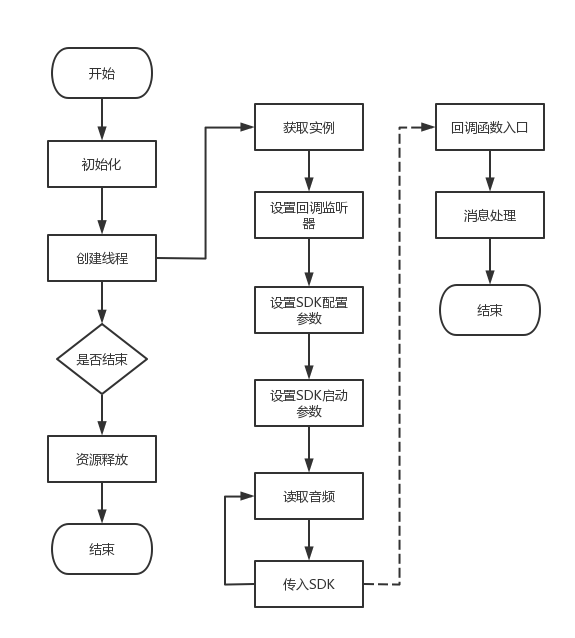 开始
初始化
创建线程
是否结束
资源释放
结束
获取实例
设置回调监听
器
设置SDK配置
参数
设置SDK启动
参数
读取音频
传入SDK
回调函数入口
消息处理
结束